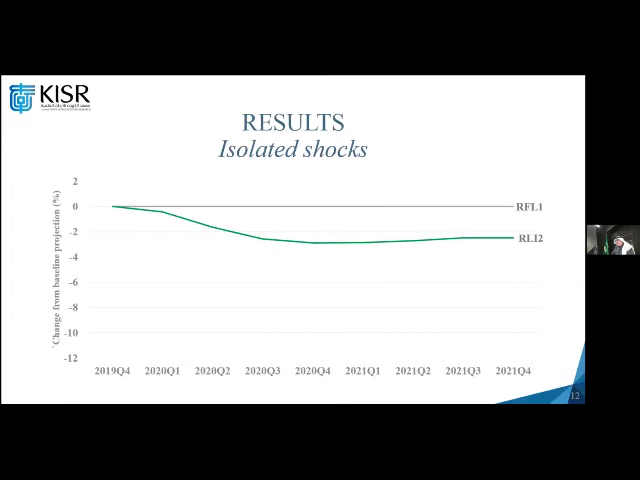 KISR
RESULTS
Isolated shocks
Change from baseline projection (%)
2
0
-2
-4
-6
-8
-10
-12
RFL1
RLI2
2019Q4 2020Q1 2020Q2 2020Q3 2020Q4 2021Q1 2021Q2 2021Q3 2021Q4
12